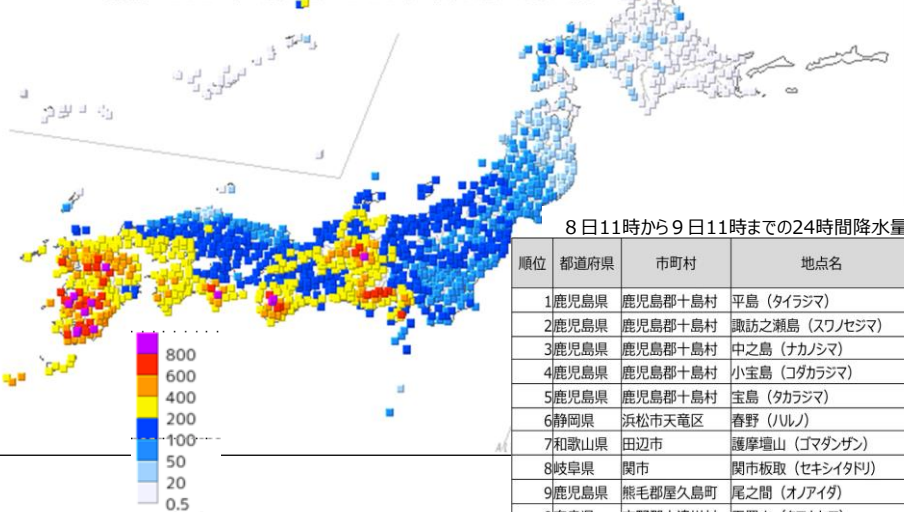 ８日11時から９日11時までの24時間降水量
順位 都道府県 市町村 地点名
1 鹿児島県 鹿児島郡十島村 平島（タイラジマ）
2 鹿児島県 鹿児島郡十島村 諏訪之瀬島（スワノセジマ）
3 鹿児島県 鹿児島郡十島村 中之島（ナカノシマ）
4 鹿児島県 鹿児島郡十島村 小宝島（コダカラジマ）
5 鹿児島県 鹿児島郡十島村 宝島（タカラジマ）
6 静岡県 浜松市天竜区 春野（ハルノ）
7 和歌山県 田辺市 護摩壇山（ゴマダンザン）
8 岐阜県 関市 関市板取（セキシイタドリ）
9 鹿児島県 熊毛郡屋久島町 尾之間（オノアイダ）
800
600
400
200
100
50
20
0.5